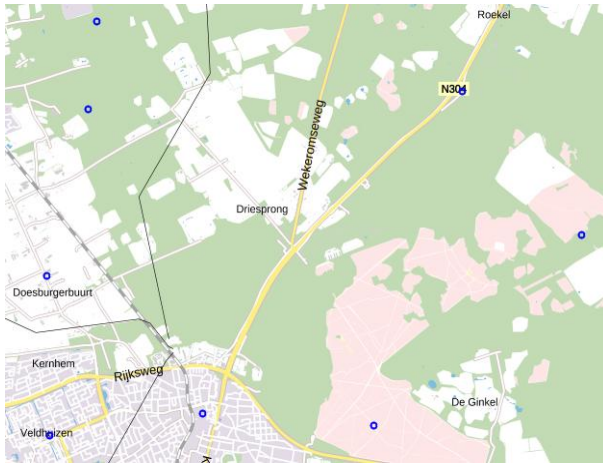 Roekel
N304
Wekeromseweg
Driesprong
Doesburgerbuurt
Kernhem
Rijksweg
De Ginkel
Veldhuizen
K